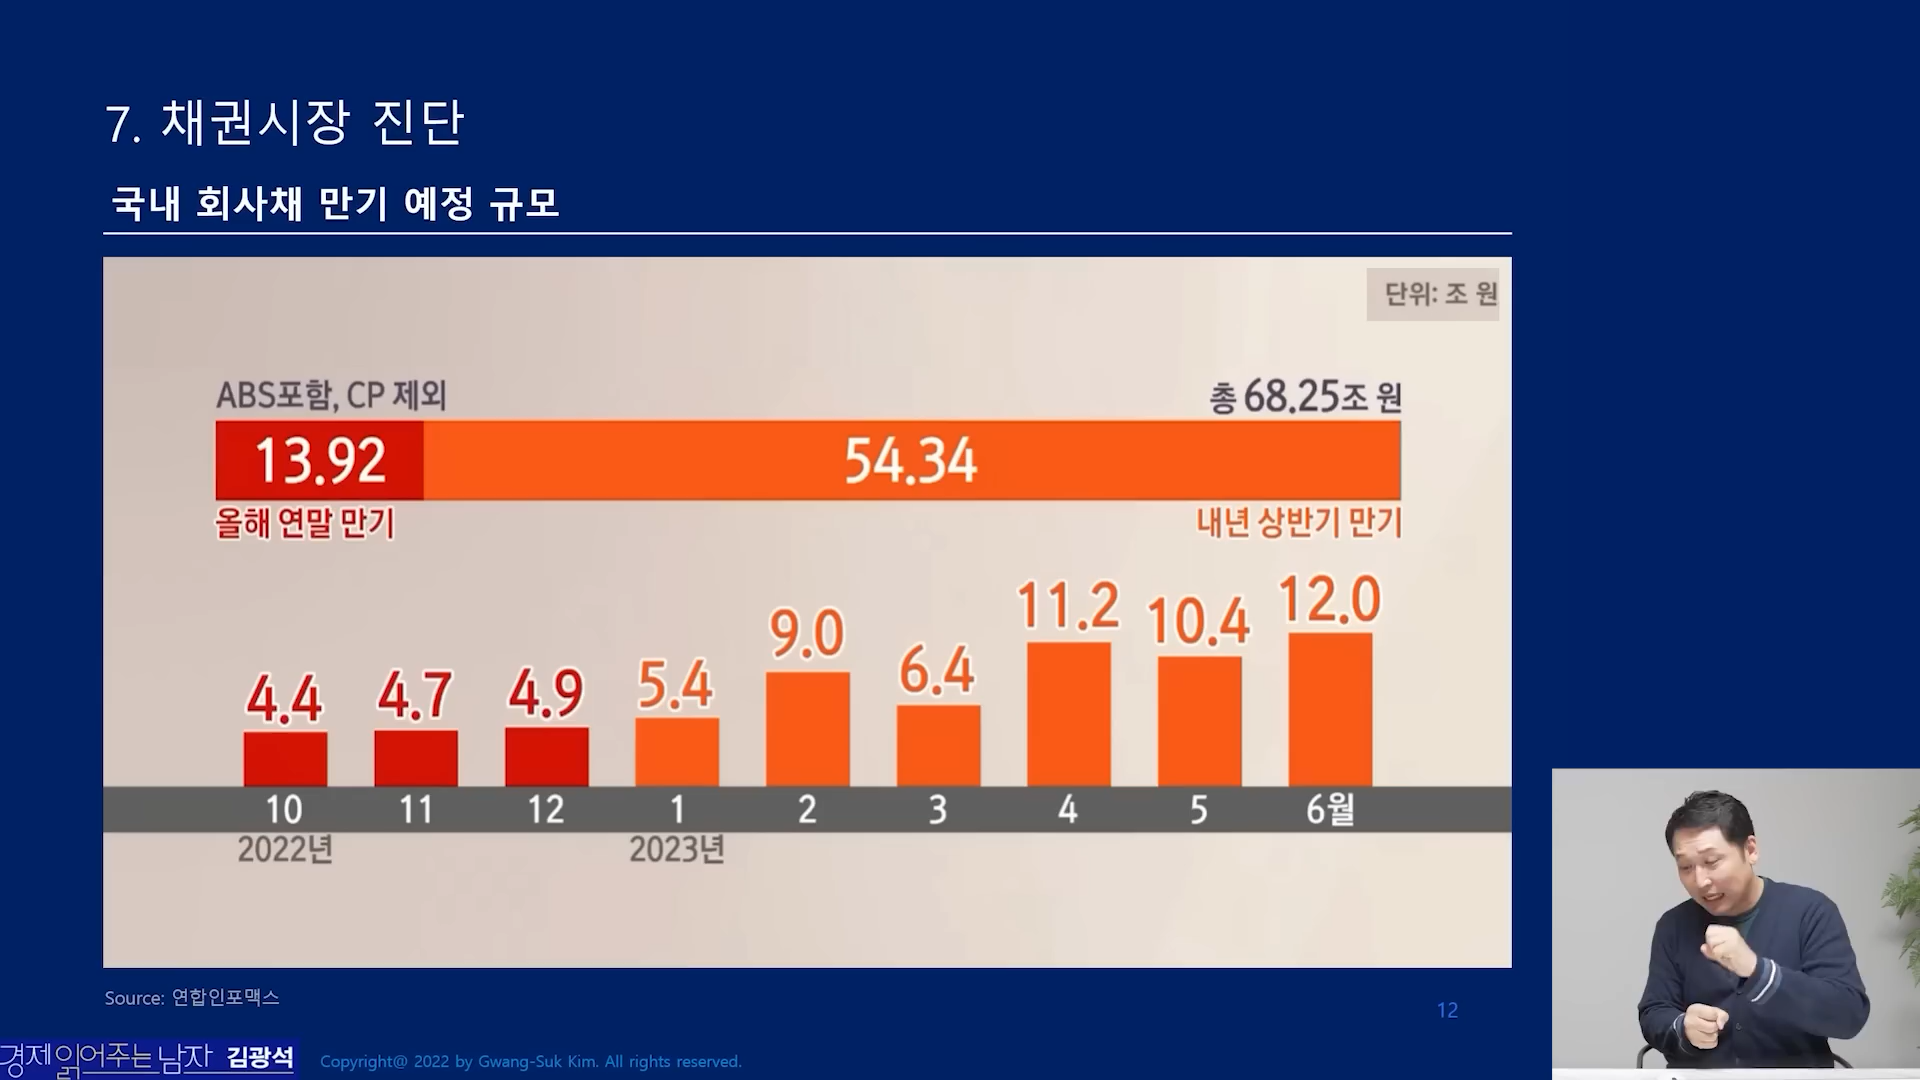 7. 채권시장 진단
국내 회사채 만기 예정 규모
단위: 조 원
ABS포함, CP 제외
총 68.25조 원
13.92
54.34
올해 연말 만기
내년 상반기 만기
4.4
4.7
4.9
5.4
9.0
6.4
11.2
10.4
12.0
10
11
12
1
2
3
4
5
6월
2022년
2023년
Source: 연합인포맥스
12
경제 읽어주는 남자 김광석
Copyright@ 2022 by Gwang-Suk Kim. All rights reserved.